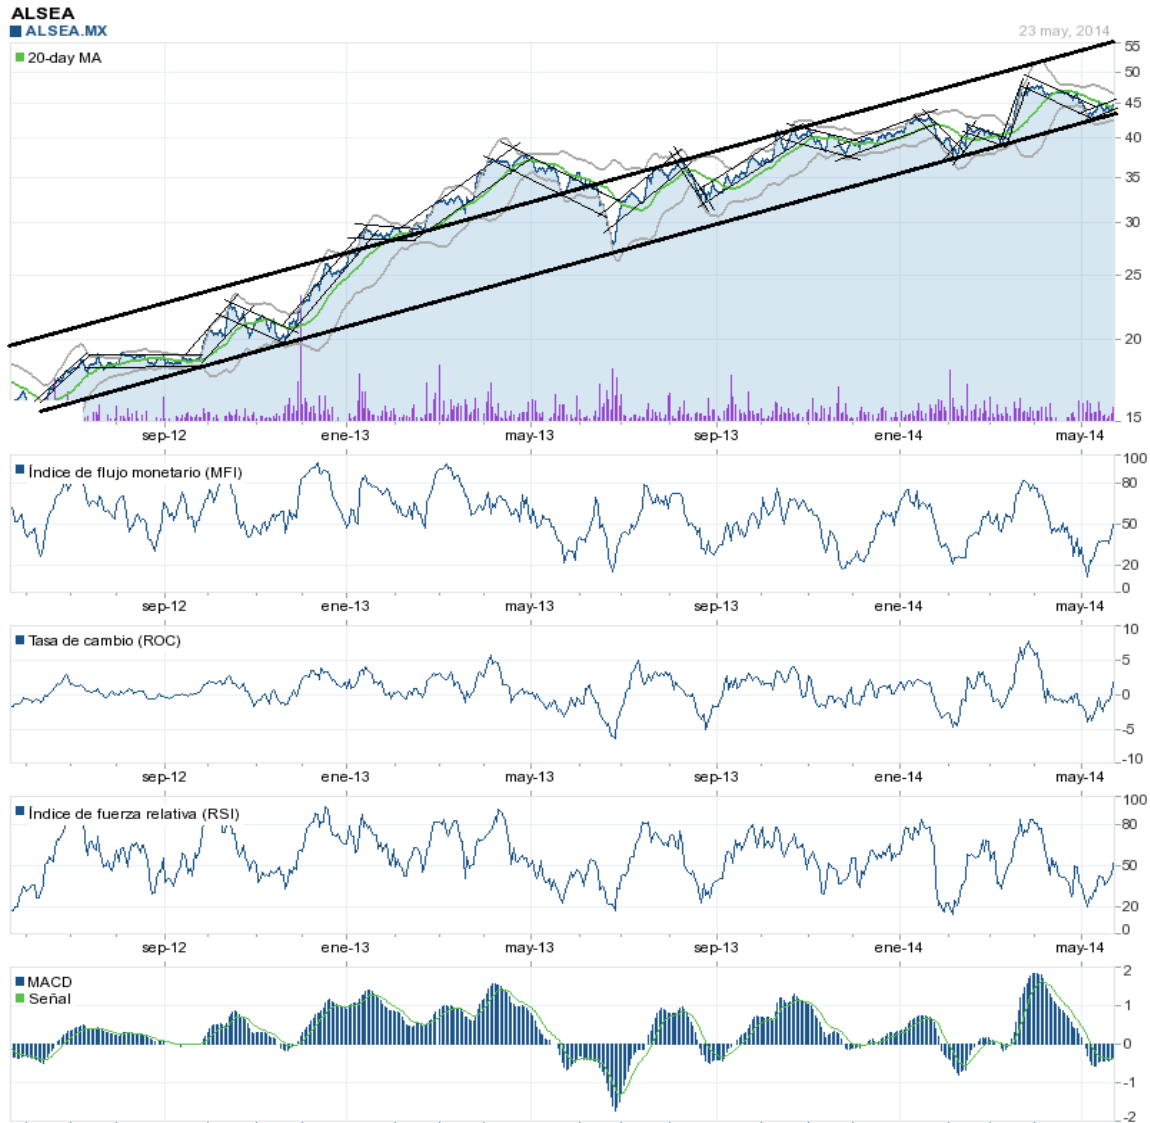 ALSEA
ALSEA.MX
23 may, 2014
20-day MA
55
50
45
40
35
30
25
20
15
sep-12 ene-13 may-13 sep-13 ene-14 may-14
Índice de flujo monetario (MFI)
100
80
50
20
0
sep-12 ene-13 may-13 sep-13 ene-14 may-14
Tasa de cambio (ROC)
10
5
0
-5
-10
sep-12 ene-13 may-13 sep-13 ene-14 may-14
Índice de fuerza relativa (RSI)
100
80
50
20
0
sep-12 ene-13 may-13 sep-13 ene-14 may-14
MACD
Señal
2
1
0
-1
-2